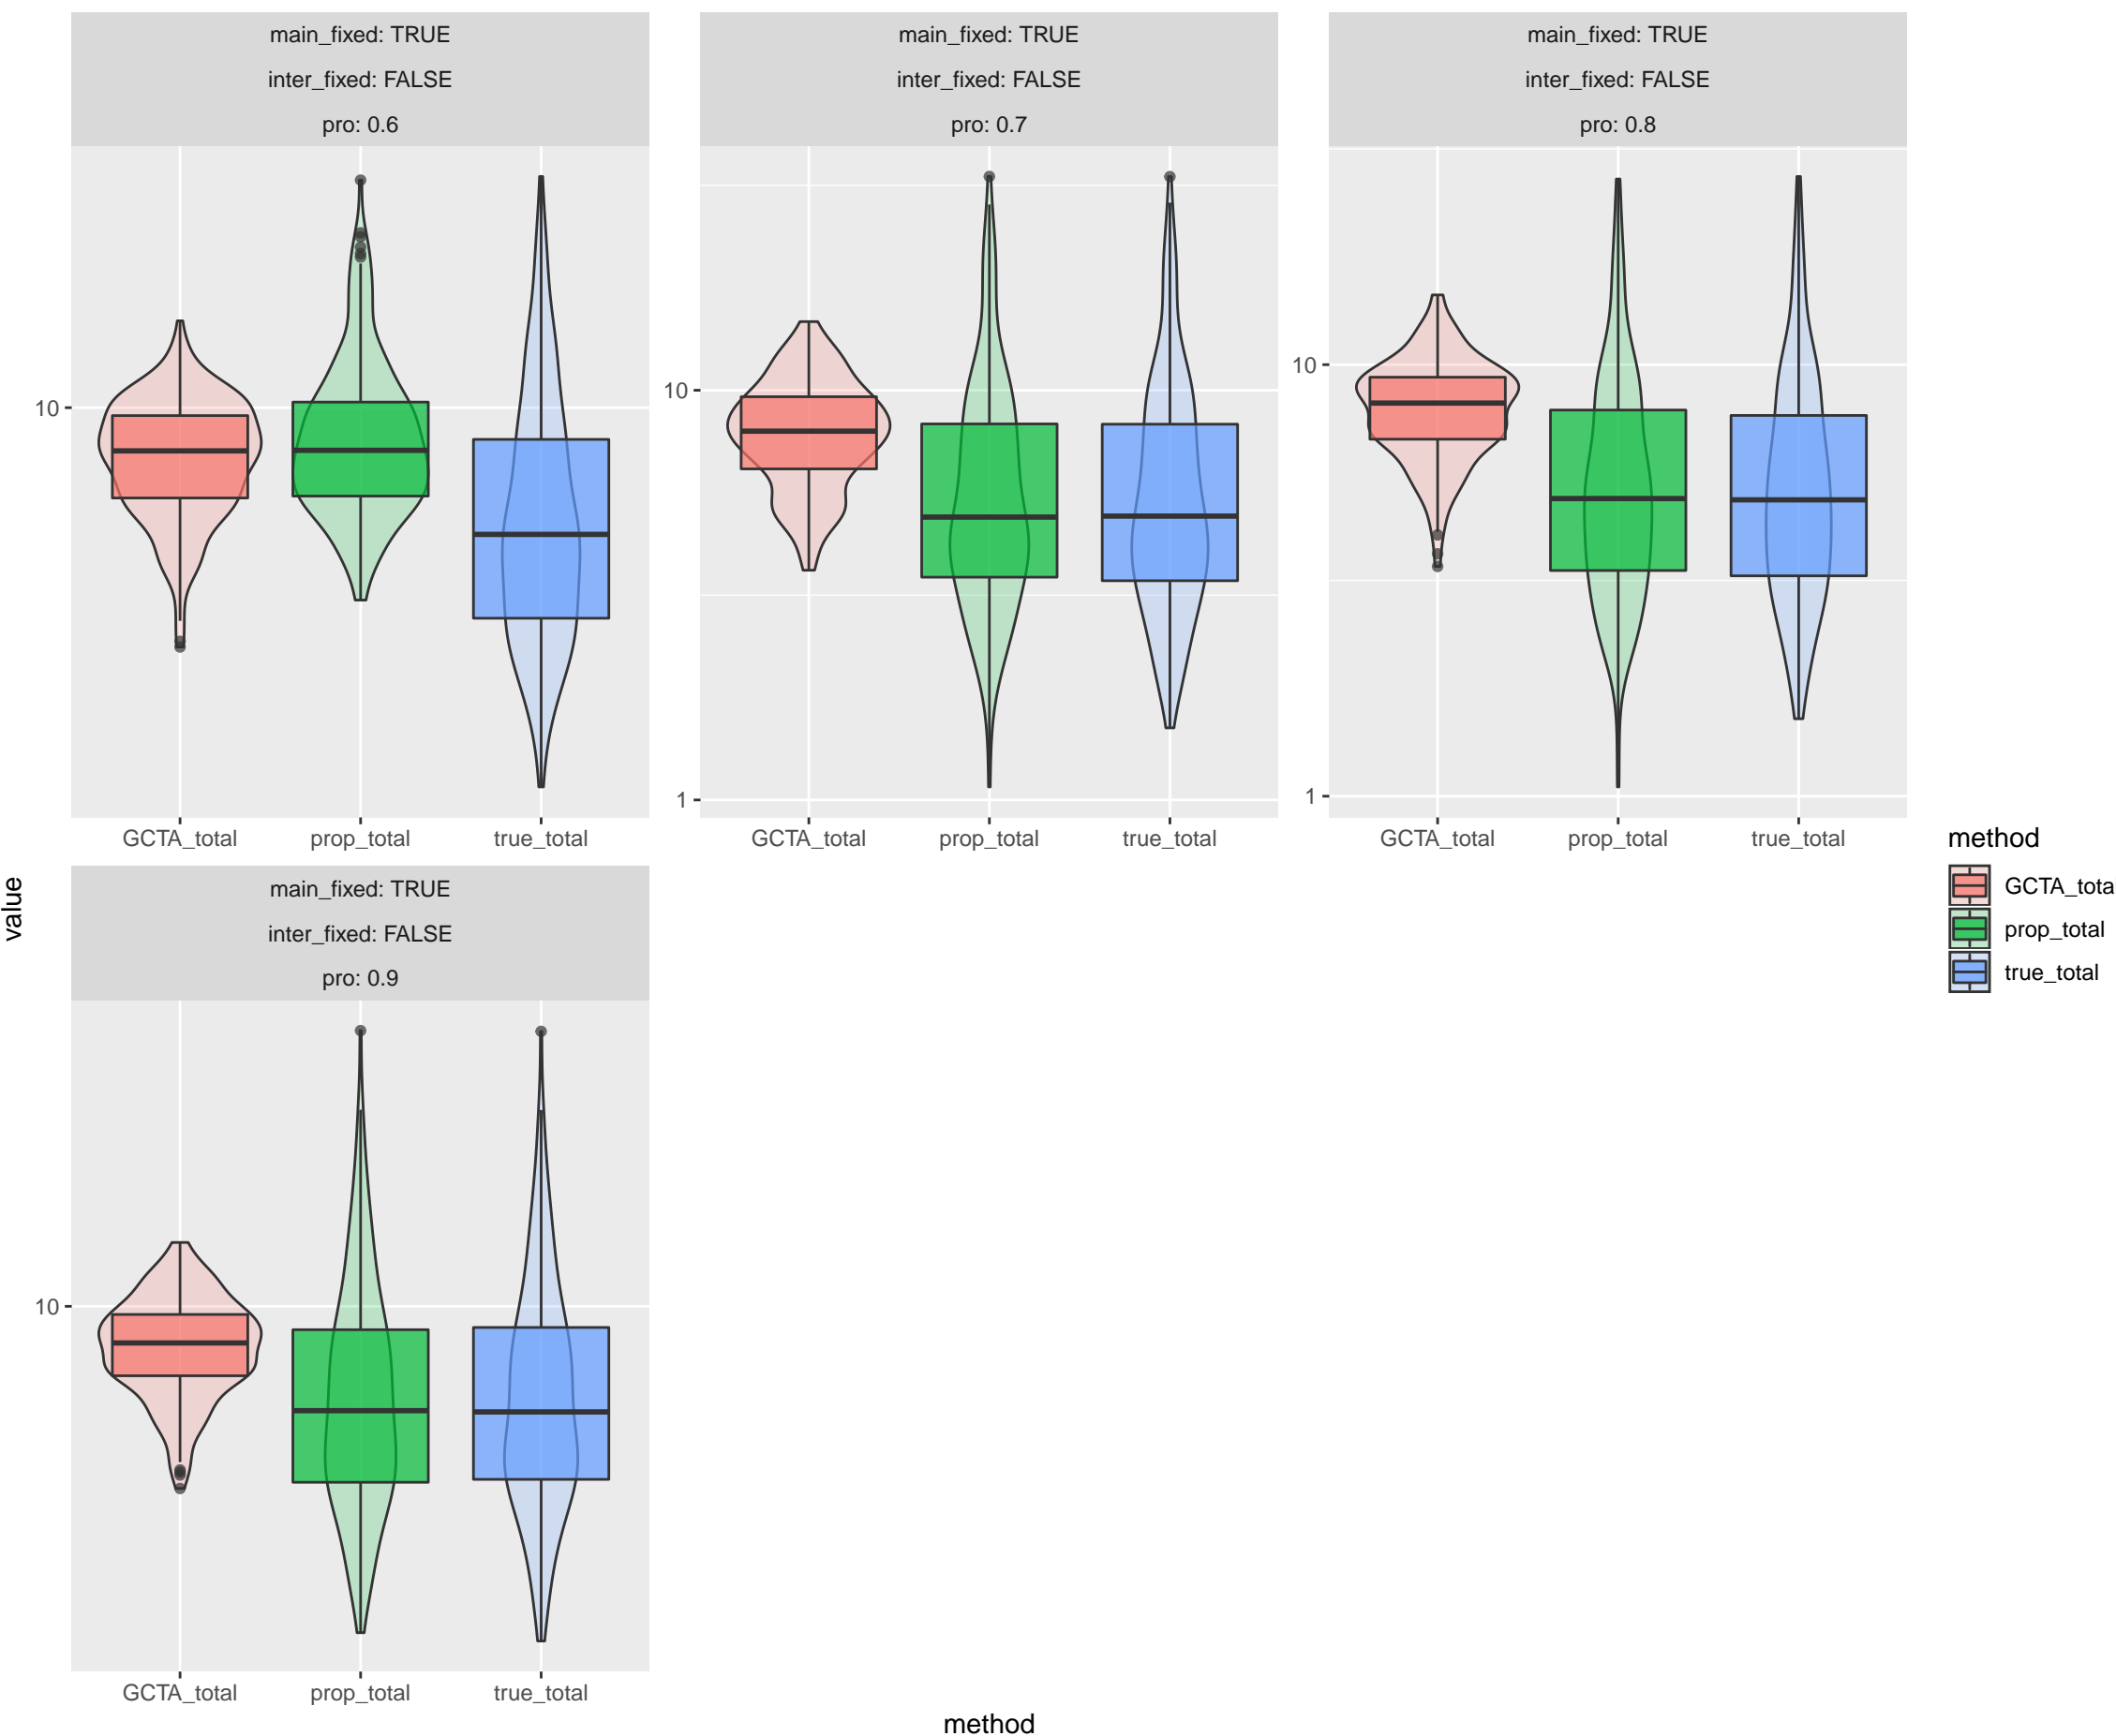 main_fixed: TRUE
inter_fixed: FALSE
pro: 0.6
main_fixed: TRUE
inter_fixed: FALSE
pro: 0.7
main_fixed: TRUE
inter_fixed: FALSE
pro: 0.8
10
10
1
10
1
GCTA_total prop_total true_total
GCTA_total prop_total true_total
GCTA_total prop_total true_total
main_fixed: TRUE
inter_fixed: FALSE
pro: 0.9
10
GCTA_total prop_total true_total
value
method
method
GCTA_tota
prop_total
true_total